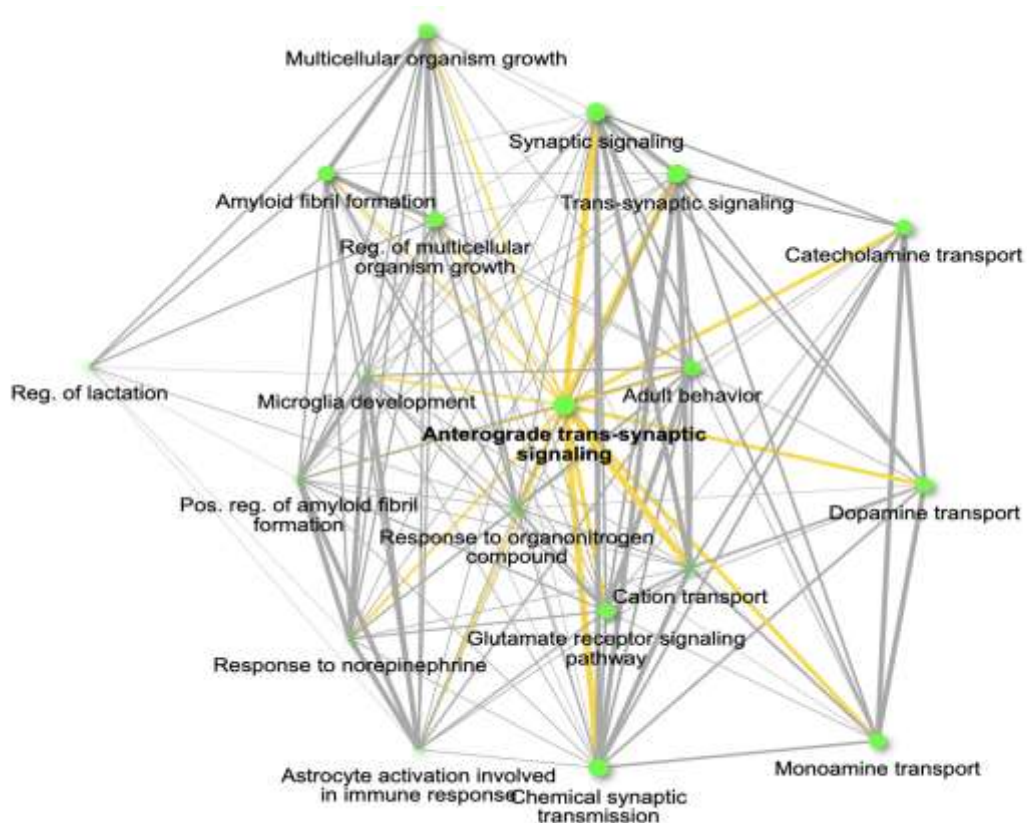 Multicellular organism growth
Synaptic signaling
Amyloid fibril formation
Trans-synaptic signaling
Reg. of multicellular
organism growth
Catecholamine transport
Reg. of lactation
Microglia development
Adult behavior
Anterograde trans-synaptic
signaling
Pos. reg. of amyloid fibril
formation
Dopamine transport
Response to organonitrogen
compound
Cation transport
Glutamate receptor signaling
pathway
Response to norepinephrine
Astrocyte activation involved
in immune response
Chemical synaptic
transmission
Monoamine transport